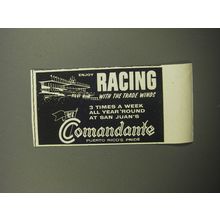 ENJOY
RACING
...WITH THE TRADE WINDS
3 TIMES A WEEK
ALL YEAR 'ROUND
AT SAN JUAN'S
El
Comandante
PUERTO RICO'S PRIDE